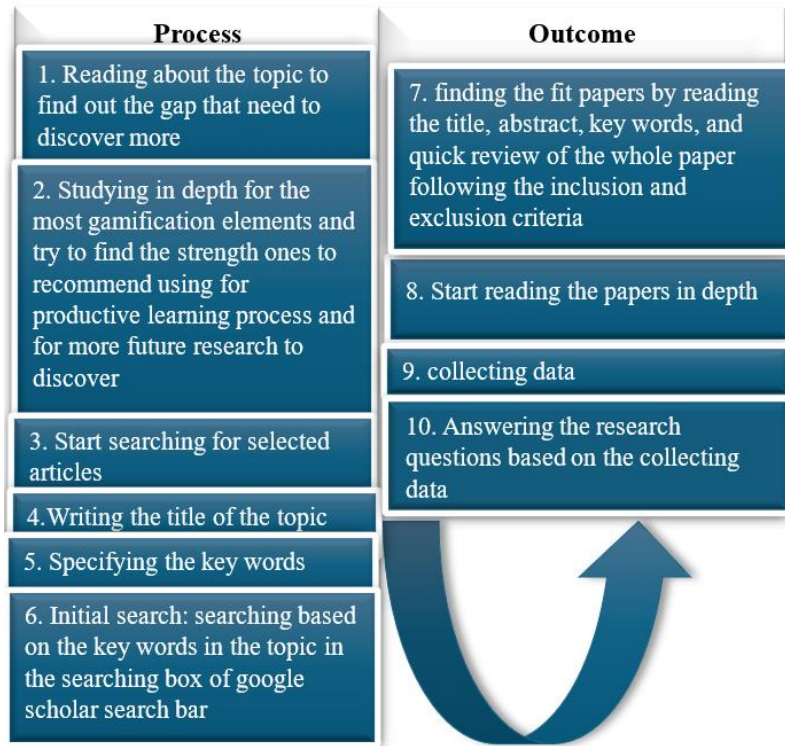 Process
1. Reading about the topic to
find out the gap that need to
discover more
2. Studying in depth for the
most gamification elements and
try to find the strength ones to
recommend using for
productive learning process and
for more future research to
discover
3. Start searching for selected
articles
4.Writing the title of the topic
5. Specifying the key words
6. Initial search: searching based
on the key words in the topic in
the searching box of google
scholar search bar
Outcome
7. finding the fit papers by reading
the title, abstract, key words, and
quick review of the whole paper
following the inclusion and
exclusion criteria
8. Start reading the papers in depth
9. collecting data
10. Answering the research
questions based on the collecting
data